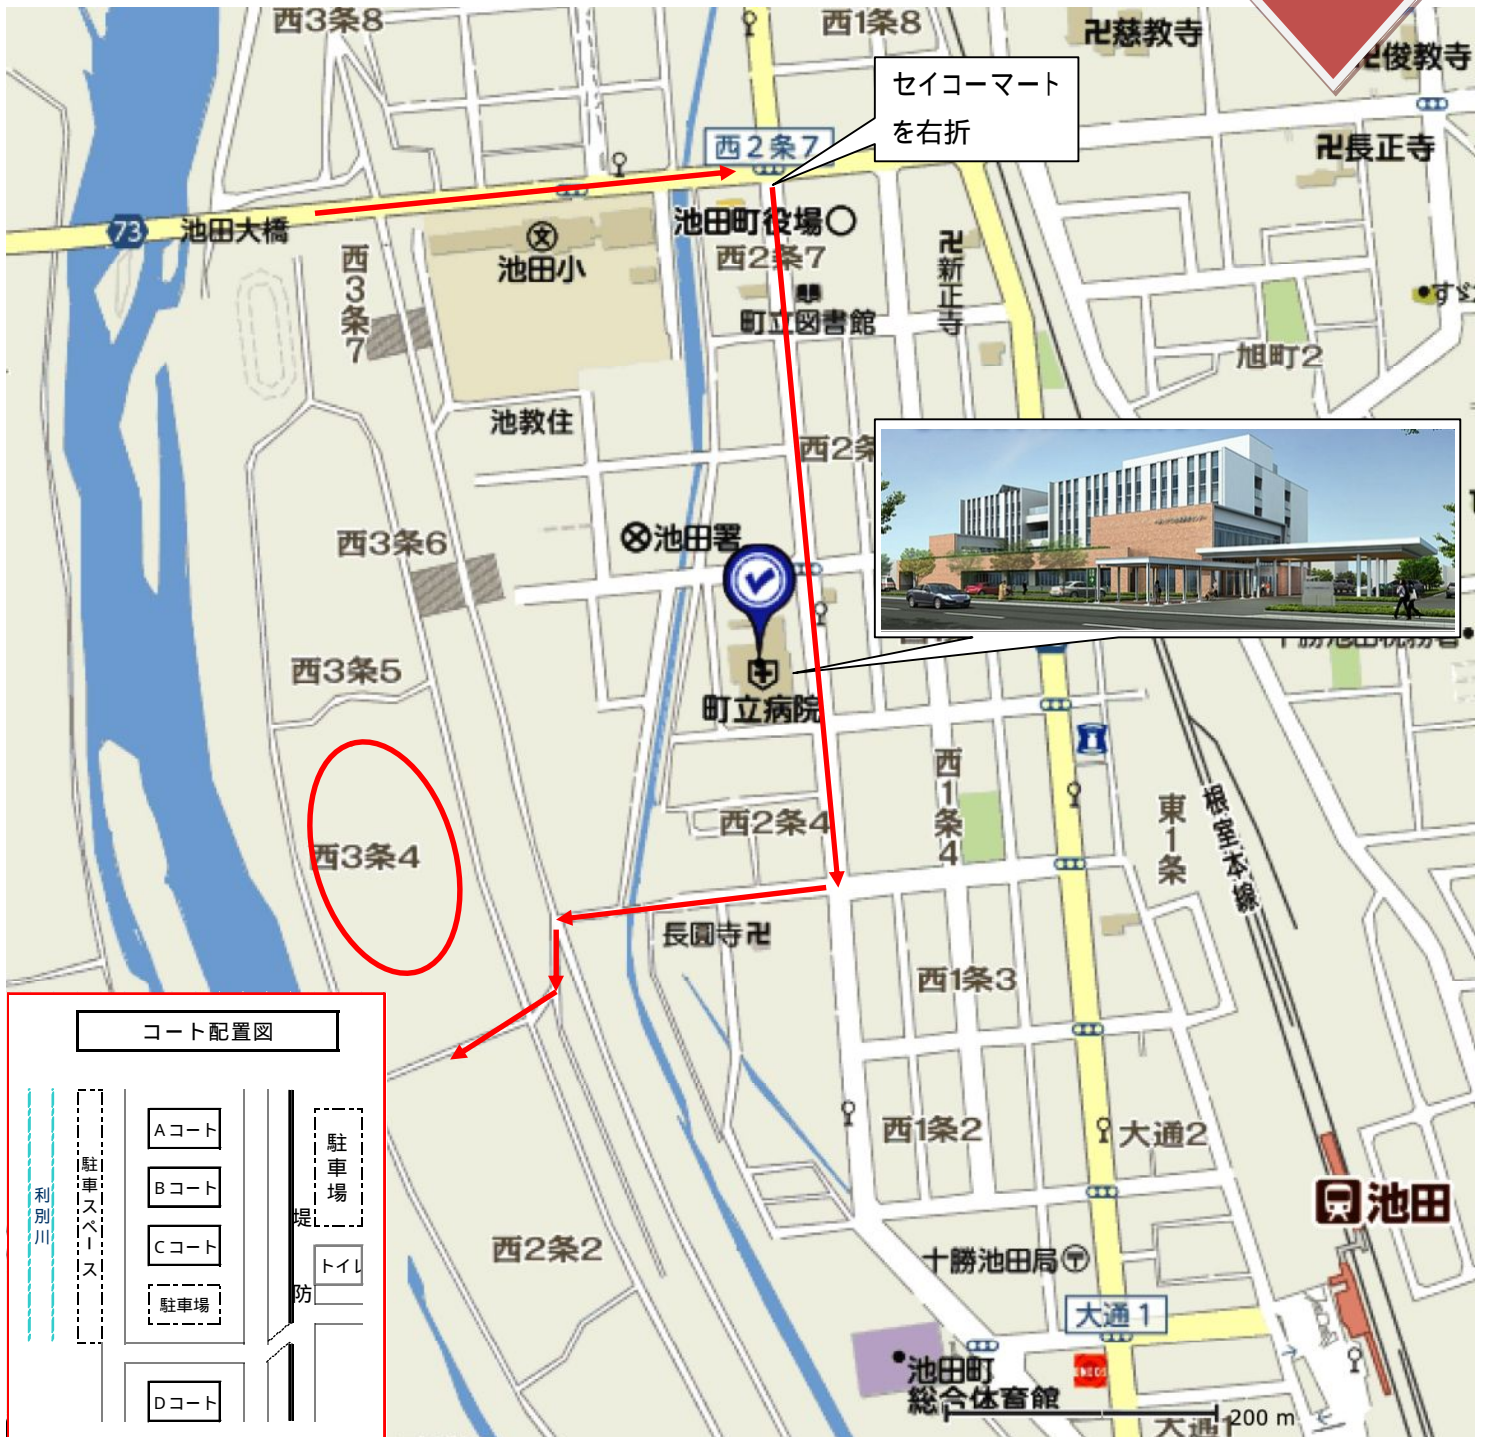 西3条8
西1条8
卍慈教寺
卍俊教寺
セイコーマート
を右折
西2条7
卍長正寺
73
池田大橋
池田町役場
西2条7
文
池田小
西3条7
卍新正寺
町立図書館
旭町2
池教住
西2条
西3条6
池田署
西3条5
町立病院
西1条4
西2条4
東1条
根室本線
西3条4
長圓寺卍
西1条3
コート配置図
西1条2
大通2
Aコート
Bコート
Cコート
駐車場
Dコート
駐車スペース
利別川
堤防
駐車場
トイレ
池田
西2条2
十勝池田局
大通1
池田町
総合体育館
200 m